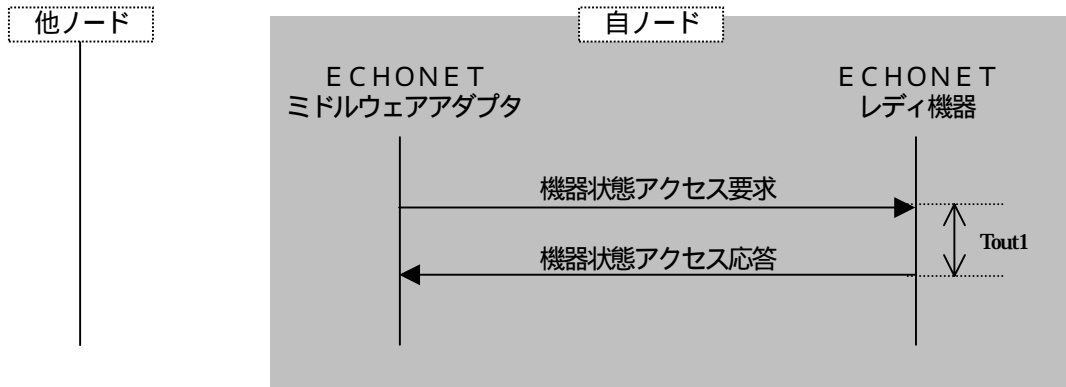 他ノード
自ノード
ＥＣＨＯＮＥＴ
ミドルウェアアダプタ
ＥＣＨＯＮＥＴ
レディ機器
機器状態アクセス要求
Tout1
機器状態アクセス応答